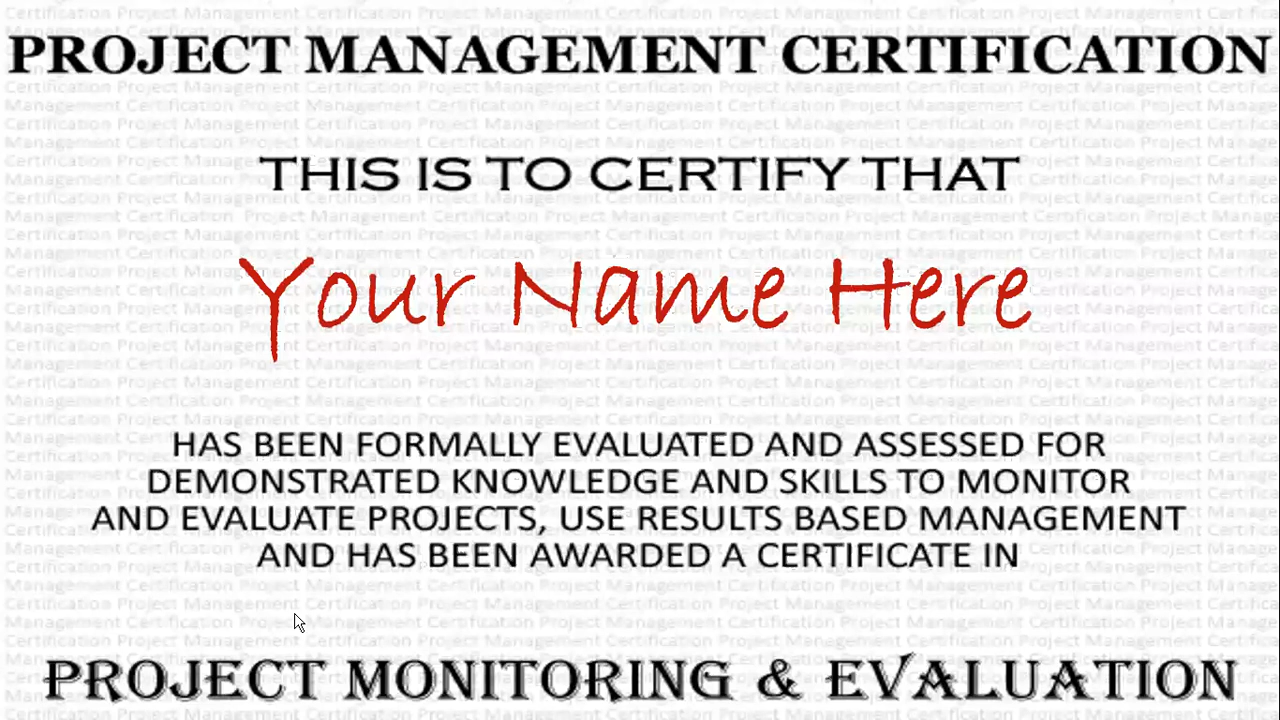 PROJECT MANAGEMENT CERTIFICATION
THIS IS TO CERTIFY THAT
Your Name Here
HAS BEEN FORMALLY EVALUATED AND ASSESSED FOR
DEMONSTRATED KNOWLEDGE AND SKILLS TO MONITOR
AND EVALUATE PROJECTS, USE RESULTS BASED MANAGEMENT
AND HAS BEEN AWARDED A CERTIFICATE IN
PROJECT MONITORING & EVALUATION